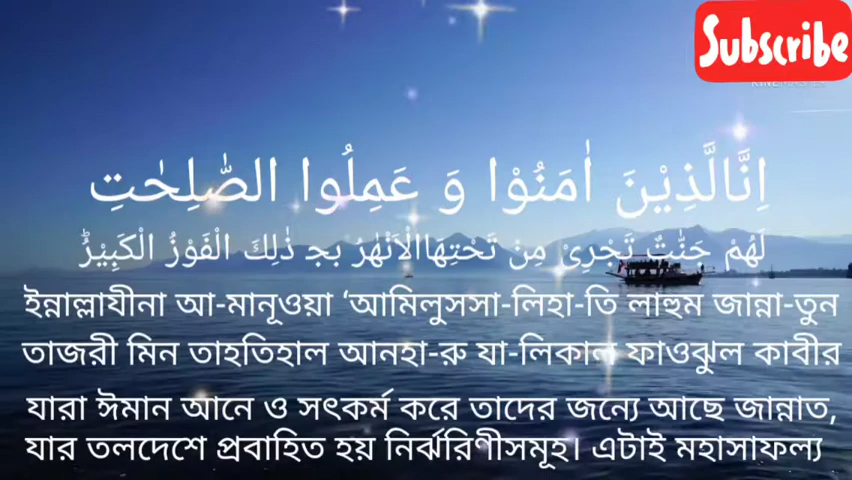 Subscribe
اِنَّالَّذِيْنَ اٰمَنُوْا وَ عَمِلُوا الصّٰلِحٰتِ
لَهُمْ جَنّٰتٌ تَجْرِيْ مِنْ تَحْتِهَاالْاَنْهٰرُ ۬ؕ ذٰلِكَ الْفَوْزُ الْكَبِيْرُؕ
ইন্নাল্লাযীনা আ-মানূওয়া ‘আমিলুসসা-লিহা-তি লাহুম জান্না-তুন
তাজরী মিন তাহতিহাল আনহা-রু যা-লিকাল ফাওঝুল কাবীর
যারা ঈমান আনে ও সৎকর্ম করে তাদের জন্যে আছে জান্নাত,
যার তলদেশে প্রবাহিত হয় নির্ঝরিণীসমূহ। এটাই মহাসাফল্য